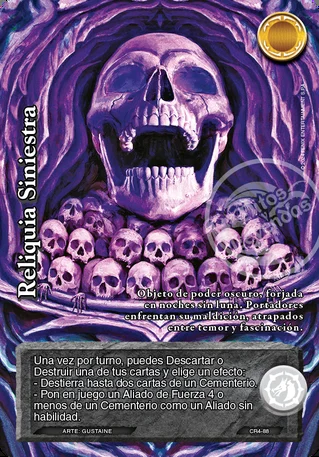 Reliquia Siniestra
Objeto de poder oscuro, forjada
en noches sin luna. Portadores
enfrentan su maldición, atrapados
entre temor y fascinación.
Una vez por turno, puedes Descartar o
Destruir una de tus cartas y elige un efecto:
- Destierra hasta dos cartas de un Cementerio.
- Pon en juego un Aliado de Fuerza 4 o
menos de un Cementerio como un Aliado sin
habilidad.
ARTE: GUSTAINE
CR4-88